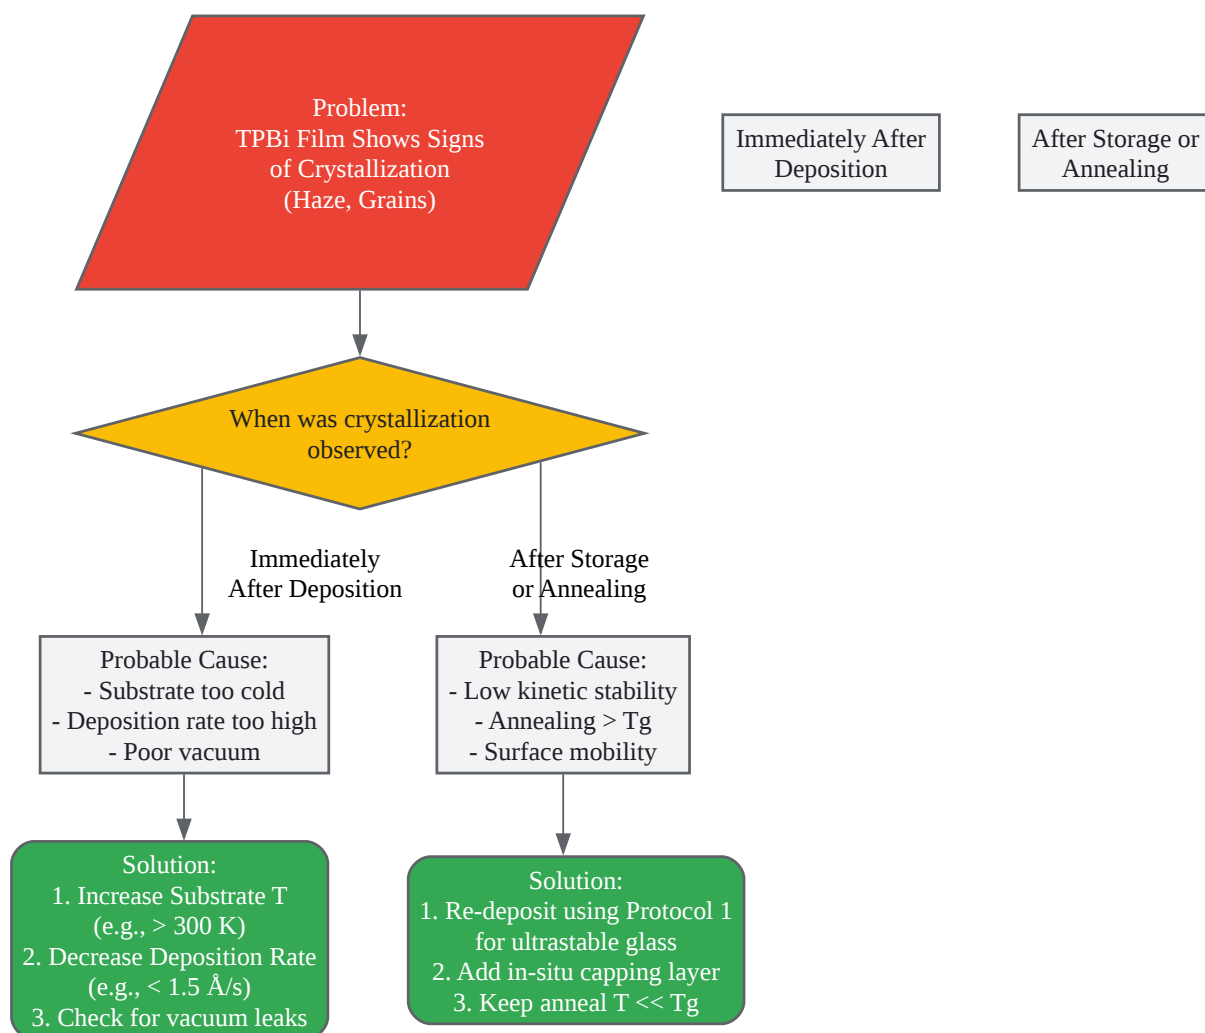 Problem:
TPBi Film Shows Signs
of Crystallization
(Haze, Grains)
Immediately After
Deposition
After Storage or
Annealing
When was crystallization
observed?
Immediately
After Deposition
After Storage
or Annealing
Probable Cause:
- Substrate too cold
- Deposition rate too high
- Poor vacuum
Probable Cause:
- Low kinetic stability
- Annealing > Tg
- Surface mobility
Solution:
1. Increase Substrate T
(e.g., > 300 K)
2. Decrease Deposition Rate
(e.g., < 1.5 Å/s)
3. Check for vacuum leaks
Solution:
1. Re-deposit using Protocol 1
for ultrastable glass
2. Add in-situ capping layer
3. Keep anneal T << Tg